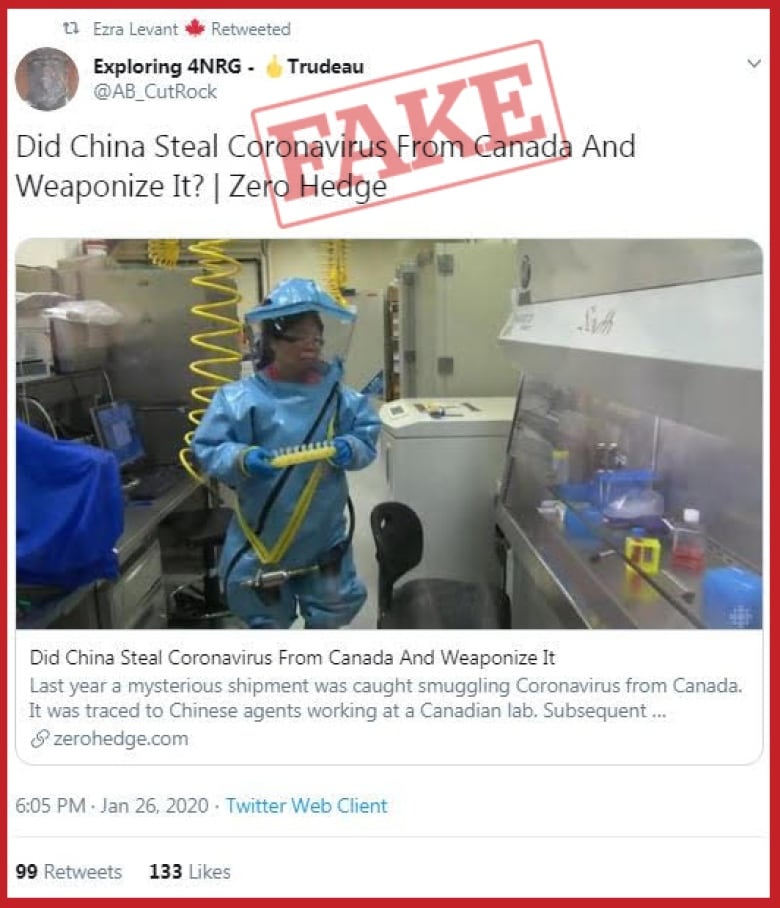 Ezra Levant 🍁 Retweeted
Exploring 4NRG - 🖕Trudeau
@AB_CutRock
FAKE
Did China Steal Coronavirus From Canada And
Weaponize It? | Zero Hedge
Did China Steal Coronavirus From Canada And Weaponize It
Last year a mysterious shipment was caught smuggling Coronavirus from Canada.
It was traced to Chinese agents working at a Canadian lab. Subsequent ...
zerohedge.com
6:05 PM · Jan 26, 2020 · Twitter Web Client
99 Retweets 133 Likes